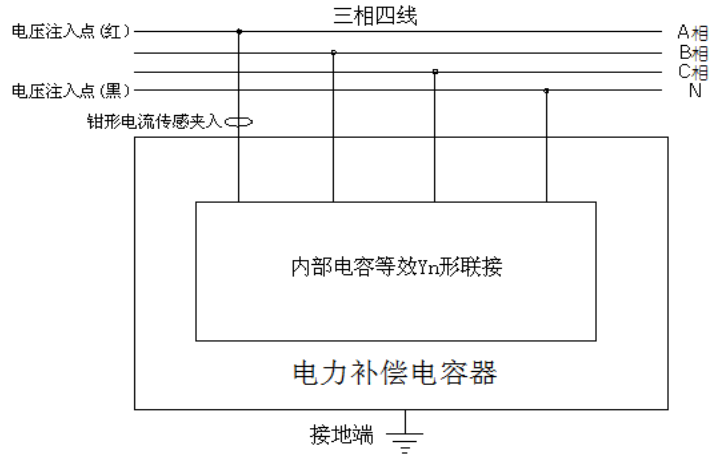 三相四线
电压注入点(红)
A相
B相
C相
电压注入点(黑)
N
钳形电流传感夹入
内部电容等效Yn形联接
电力补偿电容器
接地端